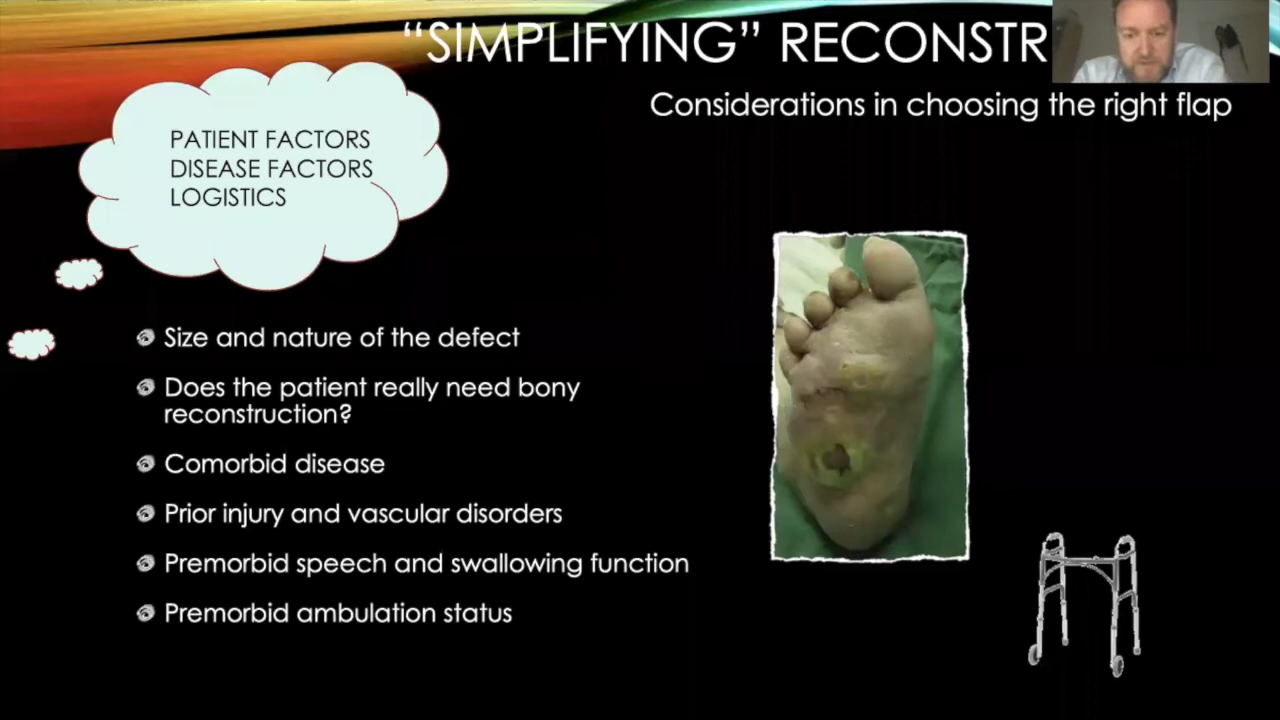 “SIMPLIFYING” RECONSTR
Considerations in choosing the right flap
PATIENT FACTORS
DISEASE FACTORS
LOGISTICS
Size and nature of the defect
Does the patient really need bony
reconstruction?
Comorbid disease
Prior injury and vascular disorders
Premorbid speech and swallowing function
Premorbid ambulation status